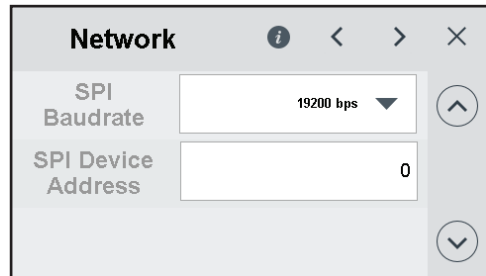 Network
SPI
Baudrate
19200 bps
SPI Device
Address
0